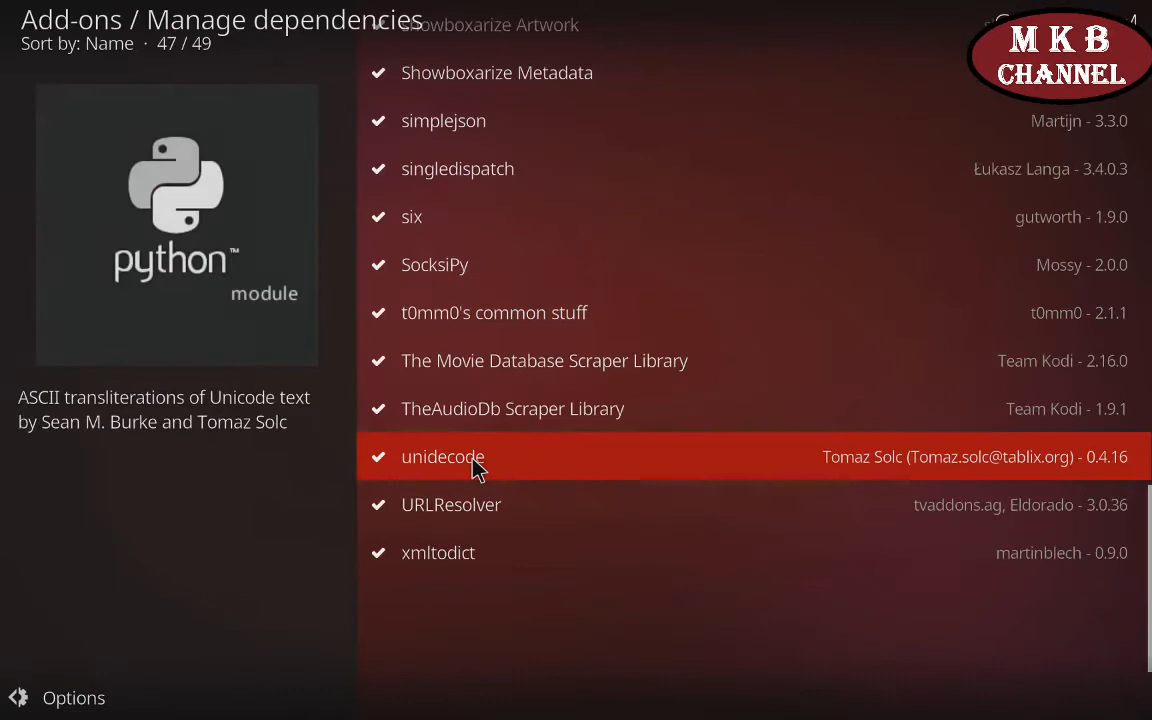 Add-ons / Manage dependencies
Sort by: Name · 47 / 49
Showboxarize Artwork
MKB
CHANNEL
Showboxarize Metadata
simplejson Martijn - 3.3.0
singledispatch Łukasz Langa - 3.4.0.3
six gutworth - 1.9.0
SocksiPy Mossy - 2.0.0
t0mm0's common stuff t0mm0 - 2.1.1
The Movie Database Scraper Library Team Kodi - 2.16.0
TheAudioDb Scraper Library Team Kodi - 1.9.1
unidecode Tomaz Solc (Tomaz.solc@tablix.org) - 0.4.16
URLResolver tvaddons.ag, Eldorado - 3.0.36
xmltodict martinblech - 0.9.0
python™
module
ASCII transliterations of Unicode text
by Sean M. Burke and Tomaz Solc
Options